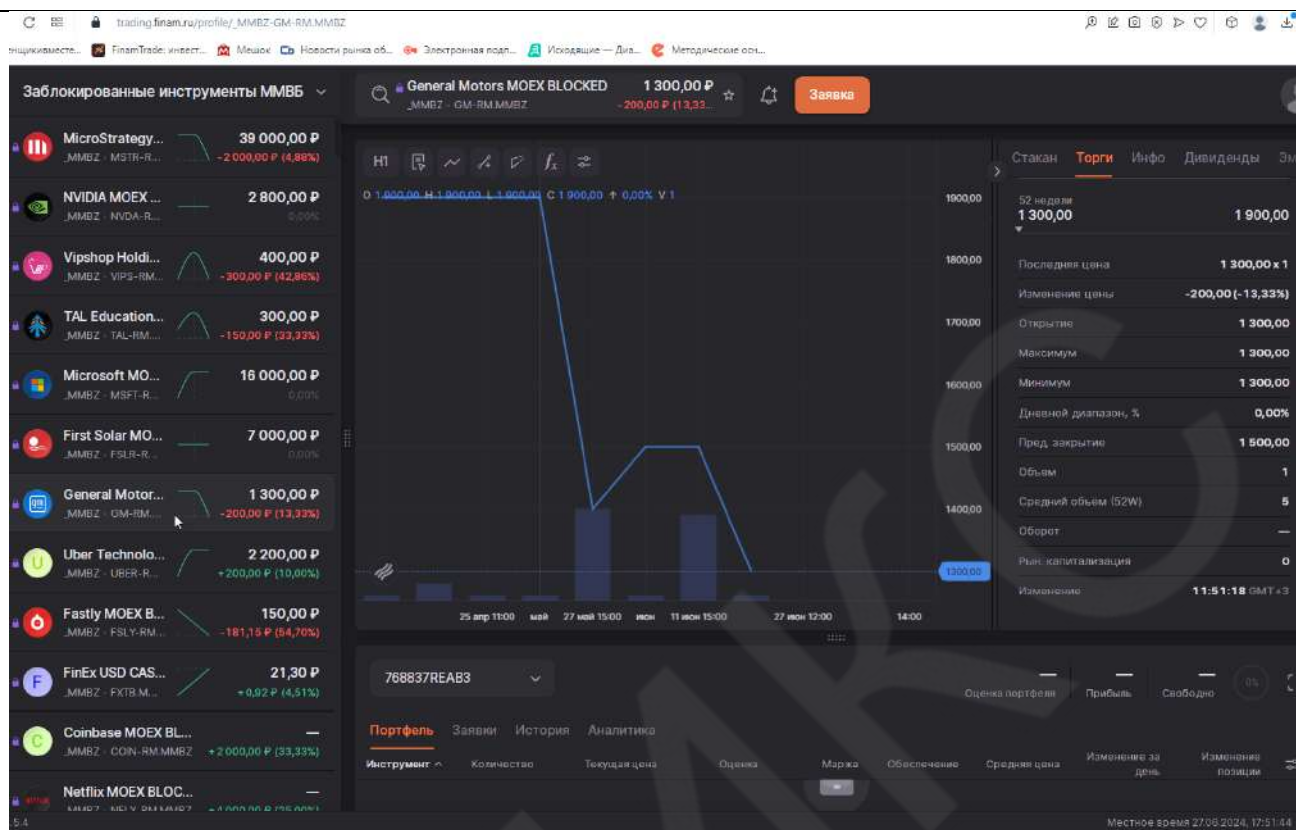 trading.finam.ru/profile/_MMBZ-GM-RM.MMBZ
FinamTrade: инвест... Мешок Новости рынка об... Электронная подп... Исходящие — Диа... Методические осн...
Заблокированные инструменты ММВБ
General Motors MOEX BLOCKED 1 300,00 ₽ Заявка
_MMBZ · GM-RM.MMBZ -200,00 ₽ (13,33...
MicroStrategy... 39 000,00 ₽
_MMBZ · MSTR-R... -2 000,00 ₽ (4,88%)
NVIDIA MOEX ... 2 800,00 ₽
_MMBZ · NVDA-R... 0,00%
Vipshop Holdi... 400,00 ₽
_MMBZ · VIPS-RM... -300,00 ₽ (42,86%)
TAL Education... 300,00 ₽
_MMBZ · TAL-RM.... -150,00 ₽ (33,33%)
Microsoft MO... 16 000,00 ₽
_MMBZ · MSFT-R... 0,00%
First Solar MO... 7 000,00 ₽
_MMBZ · FSLR-R... 0,00%
General Motor... 1 300,00 ₽
_MMBZ · GM-RM.... -200,00 ₽ (13,33%)
Uber Technolo... 2 200,00 ₽
_MMBZ · UBER-R... +200,00 ₽ (10,00%)
Fastly MOEX B... 150,00 ₽
_MMBZ · FSLY-RM... -181,15 ₽ (54,70%)
FinEx USD CAS... 21,30 ₽
_MMBZ · FXTB.M... +0,92 ₽ (4,51%)
Coinbase MOEX BL... —
_MMBZ · COIN-RM.MMBZ +2 000,00 ₽ (33,33%)
Netflix MOEX BLOC... —
H1
O 1 900,00 H 1 900,00 L 1 900,00 C 1 900,00 ↑ 0,00% V 1
1900,00
1800,00
1700,00
1600,00
1500,00
1400,00
1300,00
25 апр 11:00 май 27 май 15:00 июн 11 июн 15:00 27 июн 12:00 14:00
Стакан Торги Инфо Дивиденды Эм
52 недели
1 300,00 1 900,00
Последняя цена 1 300,00 x 1
Изменение цены -200,00 (-13,33%)
Открытие 1 300,00
Максимум 1 300,00
Минимум 1 300,00
Дневной диапазон, % 0,00%
Пред. закрытие 1 500,00
Объем 1
Средний объем (52W) 5
Оборот —
Рын. капитализация 0
Изменение 11:51:18 GMT+3
768837REAB3
Оценка портфеля Прибыль Свободно 0%
Портфель Заявки История Аналитика
Инструмент Количество Текущая цена Оценка Маржа Обеспечение Средняя цена Изменение за день Изменение позиции
5.4 Местное время 27.06.2024, 17:51:44